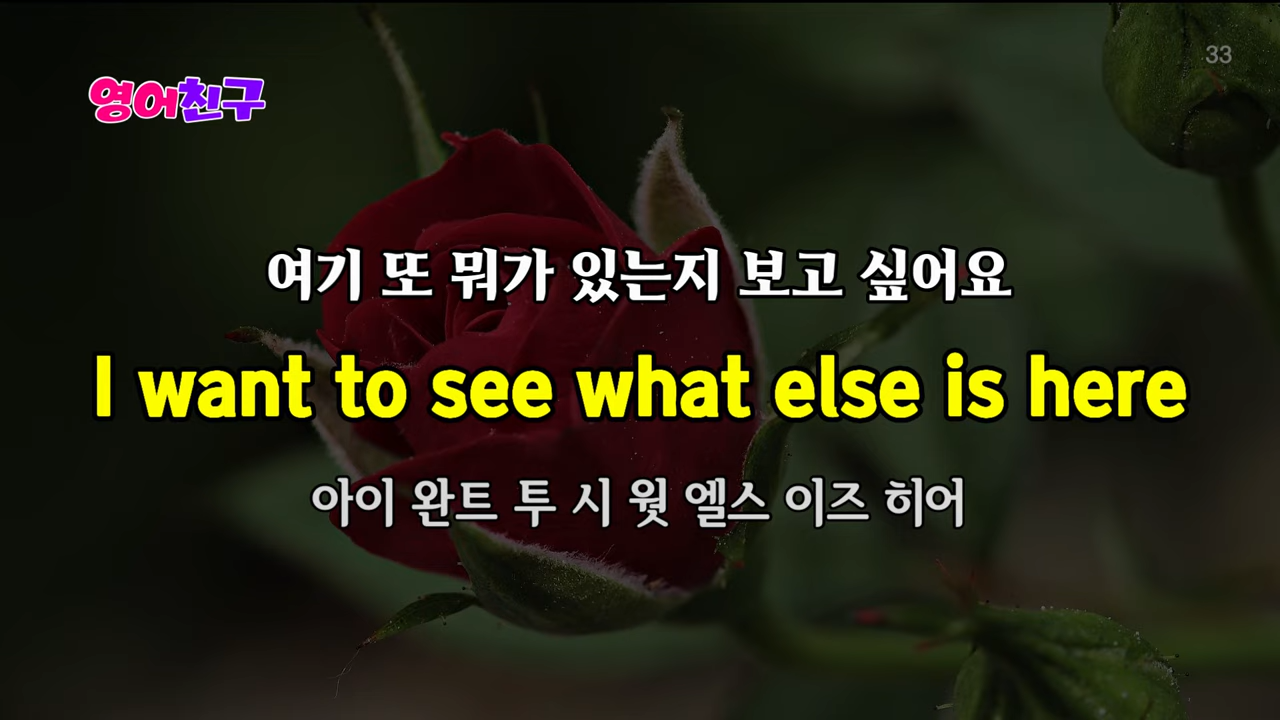 33
영어친구
여기 또 뭐가 있는지 보고 싶어요
I want to see what else is here
아이 완트 투 시 웟 엘스 이즈 히어